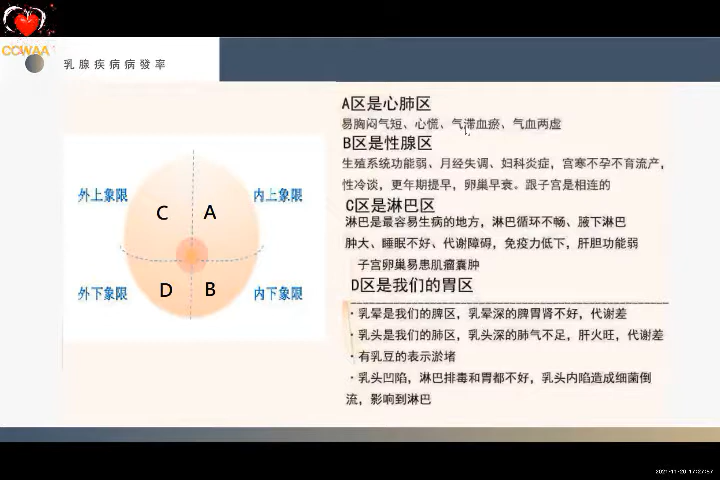 CCWAA
乳腺疾病病發率
A区是心肺区
易胸闷气短、心慌、气滞血瘀、气血两虚
B区是性腺区
生殖系统功能弱、月经失调、妇科炎症，宫寒不孕不育流产，
性冷谈，更年期提早，卵巢早衰。跟子宫是相连的
C区是淋巴区
淋巴是最容易生病的地方，淋巴循环不畅、腋下淋巴
肿大、睡眠不好、代谢障碍，免疫力低下，肝胆功能弱
子宫卵巢易患肌瘤囊肿
D区是我们的胃区
·乳晕是我们的脾区，乳晕深的脾胃肾不好，代谢差
·乳头是我们的肺区，乳头深的肺气不足，肝火旺，代谢差
·有乳豆的表示淤堵
·乳头凹陷，淋巴排毒和胃都不好，乳头内陷造成细菌倒
流，影响到淋巴
外上象限
C
A
内上象限
外下象限
D
B
内下象限
2021-11-20 17:27:57